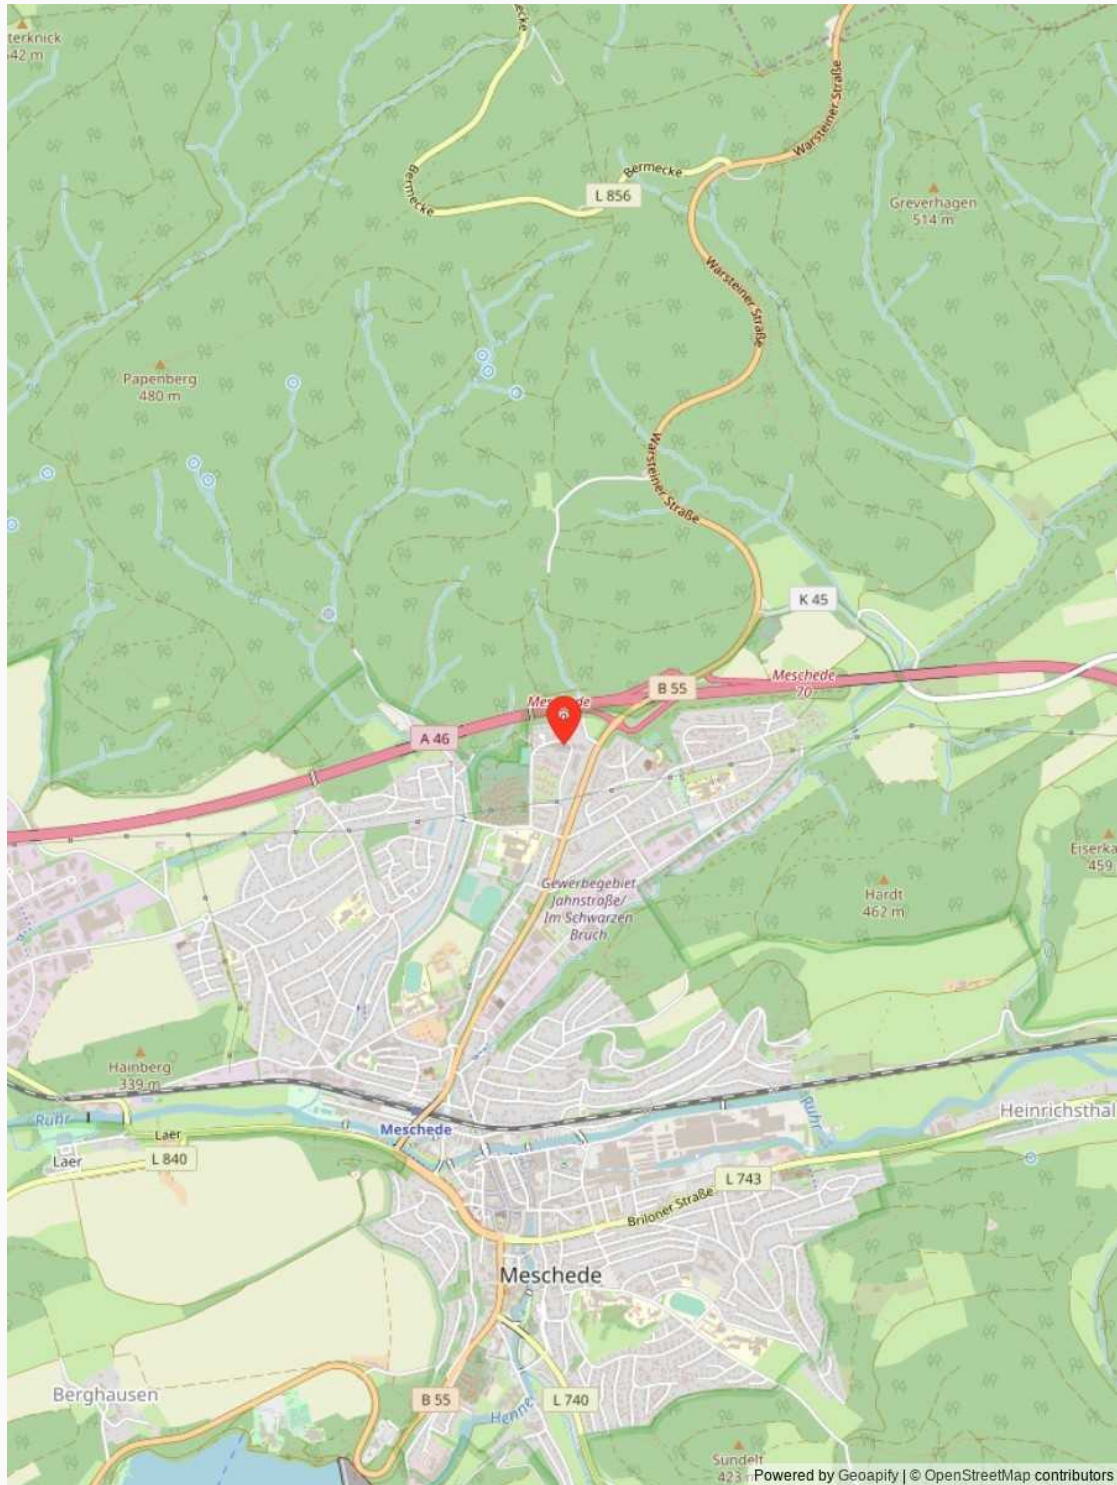 ecke
terknick
42 m
Warsteiner Straße
Bermecke
Bermecke
L 856
Greverhagen
514 m
Warsteiner Straße
Papenberg
480 m
Warsteiner Straße
K 45
Meschede
70
B 55
A 46
Eiserka
459
Hardt
462 m
Gewerbegebiet
Jahnstraße/
Im Schwarzen
Bruch
Hainberg
339 m
Ruhr
Ruhr
Heinrichsthal
Meschede
Laer
Laer
L 840
L 743
Briloner Straße
Meschede
Berghausen
B 55
L 740
Henne
Sundelt
423 m
Powered by Geoapify | © OpenStreetMap contributors